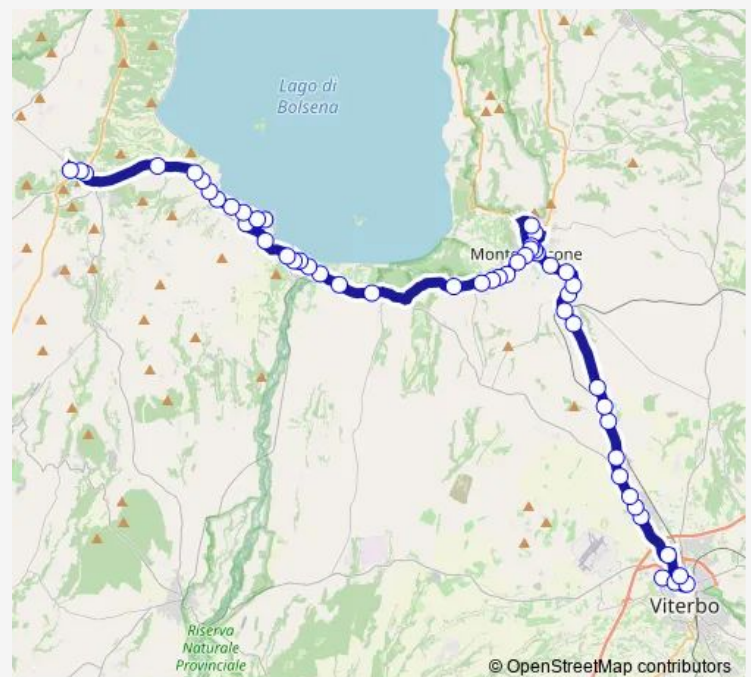 Lago di
Bolsena
Viterbo
Riserva
Naturale
Provinciale
© OpenStreetMap contributors